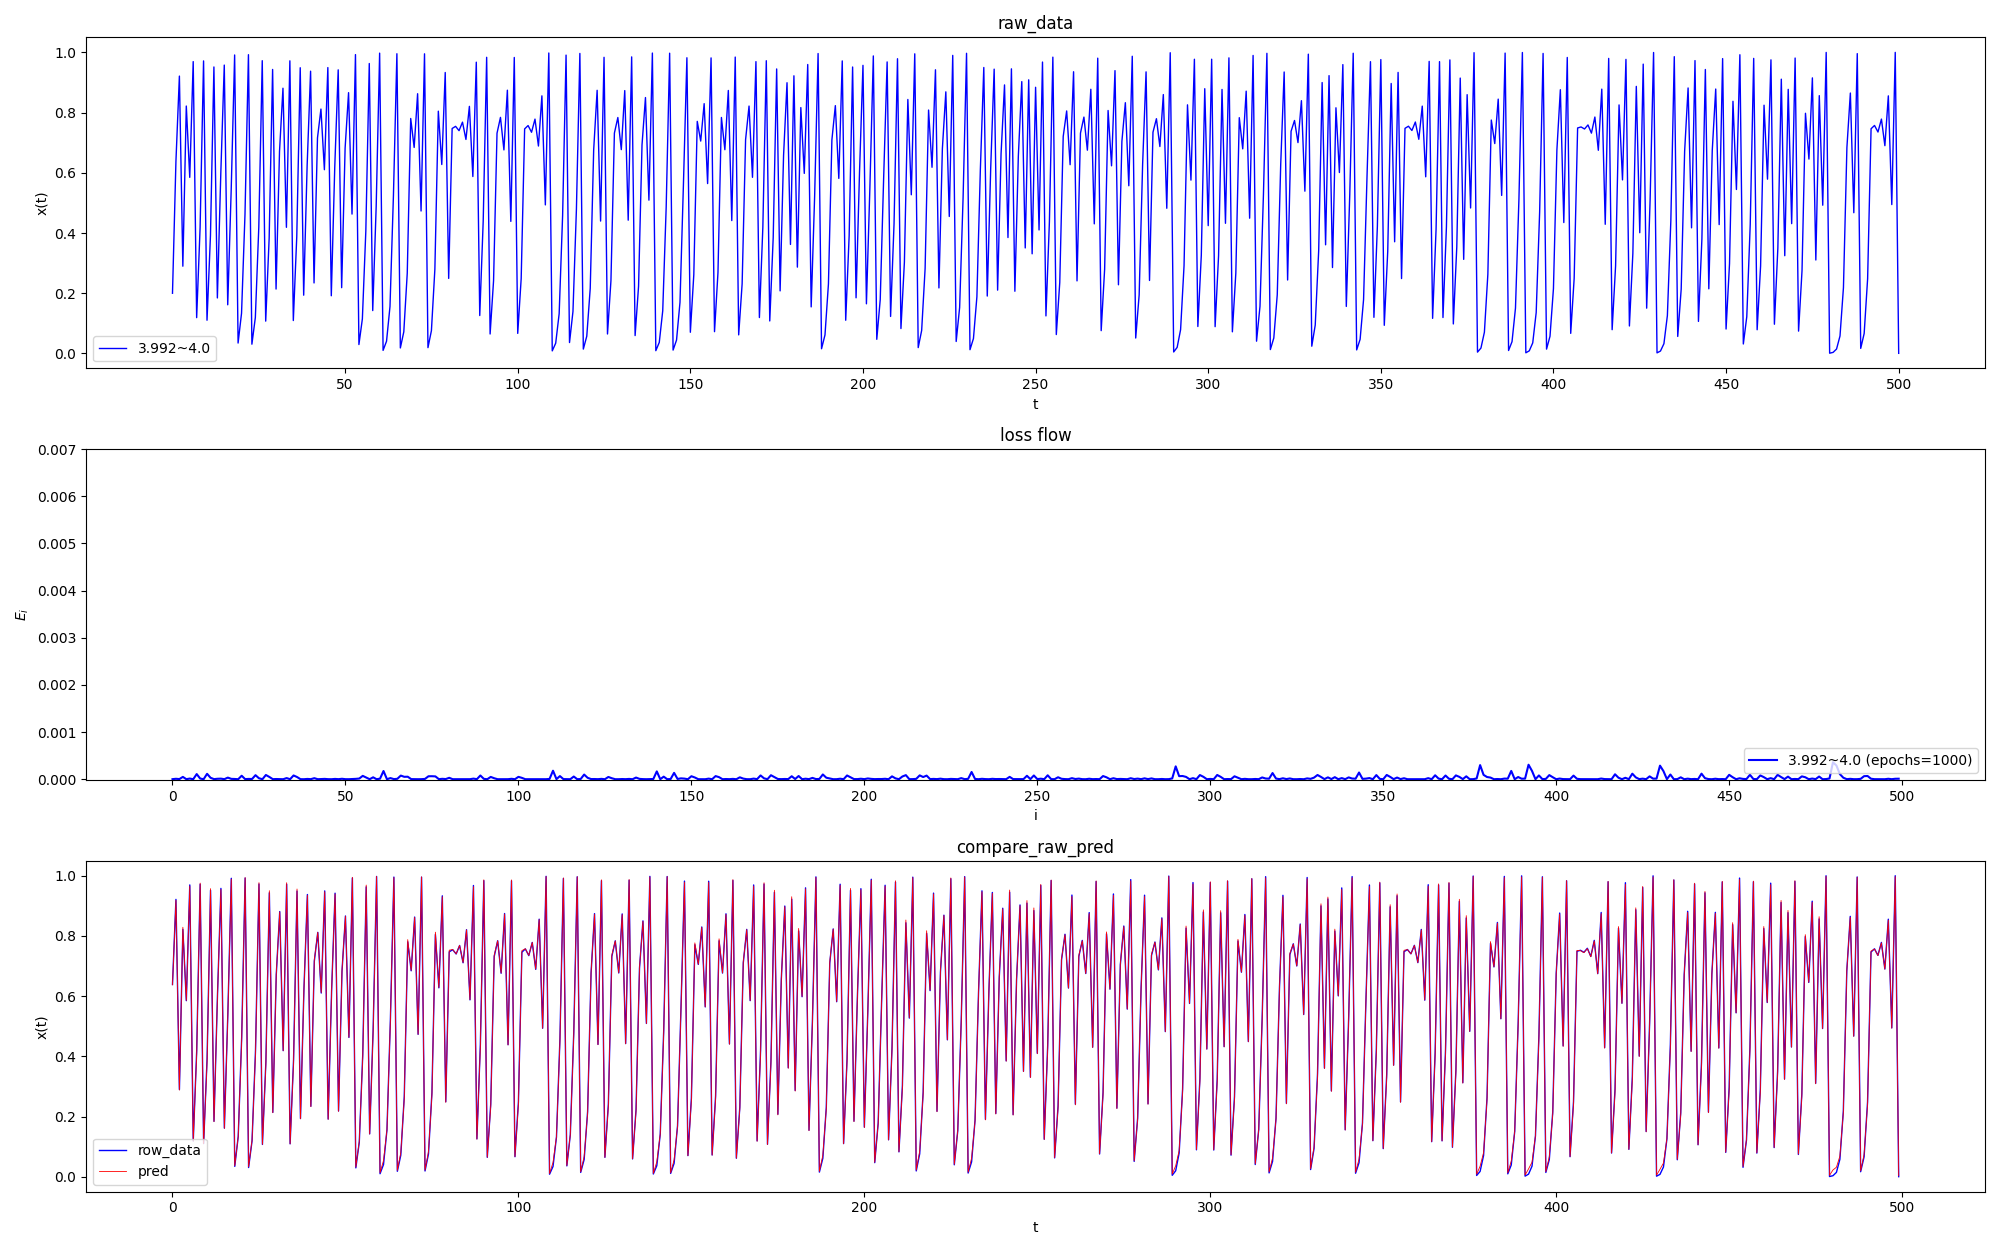 raw_data
1.0
0.8
0.6
0.4
0.2
0.0
x(t)
3.992~4.0
50 100 150 200 250 300 350 400 450 500
t
loss flow
0.007
0.006
0.005
0.004
0.003
0.002
0.001
0.000
E_i
3.992~4.0 (epochs=1000)
0 50 100 150 200 250 300 350 400 450 500
i
compare_raw_pred
1.0
0.8
0.6
0.4
0.2
0.0
x(t)
row_data
pred
0 100 200 300 400 500
t